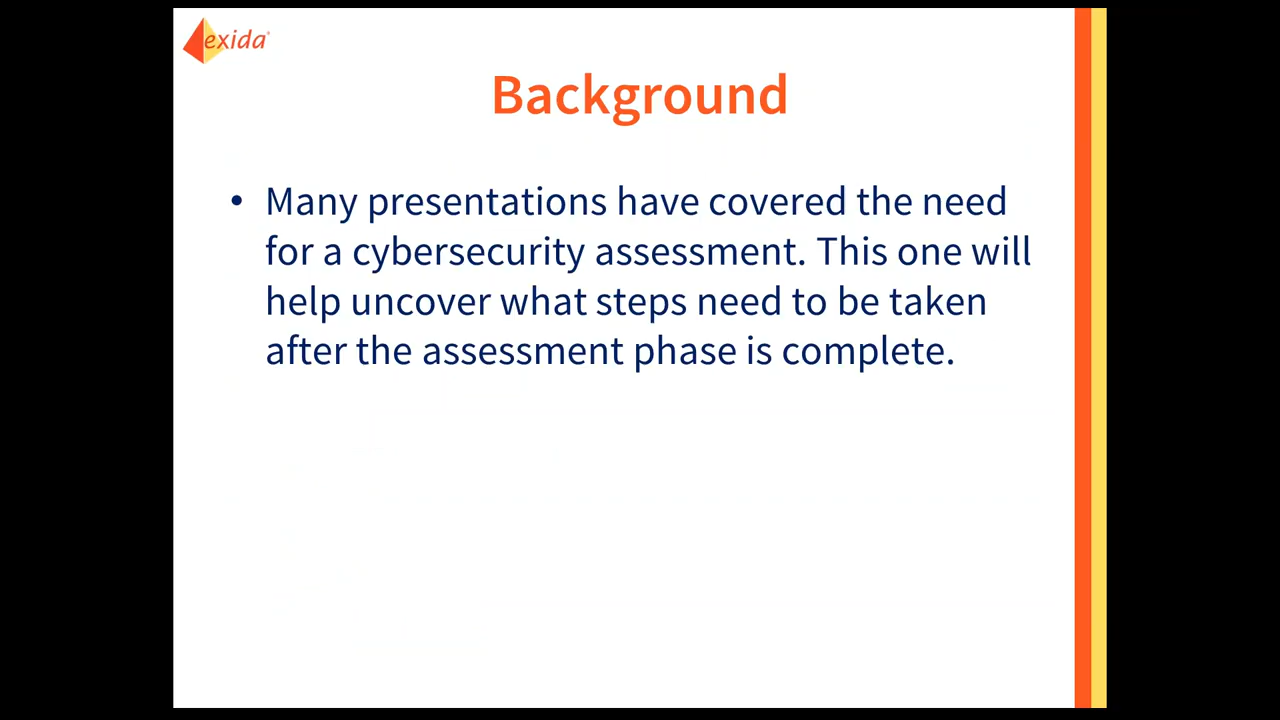 exida
Background
• Many presentations have covered the need
for a cybersecurity assessment. This one will
help uncover what steps need to be taken
after the assessment phase is complete.